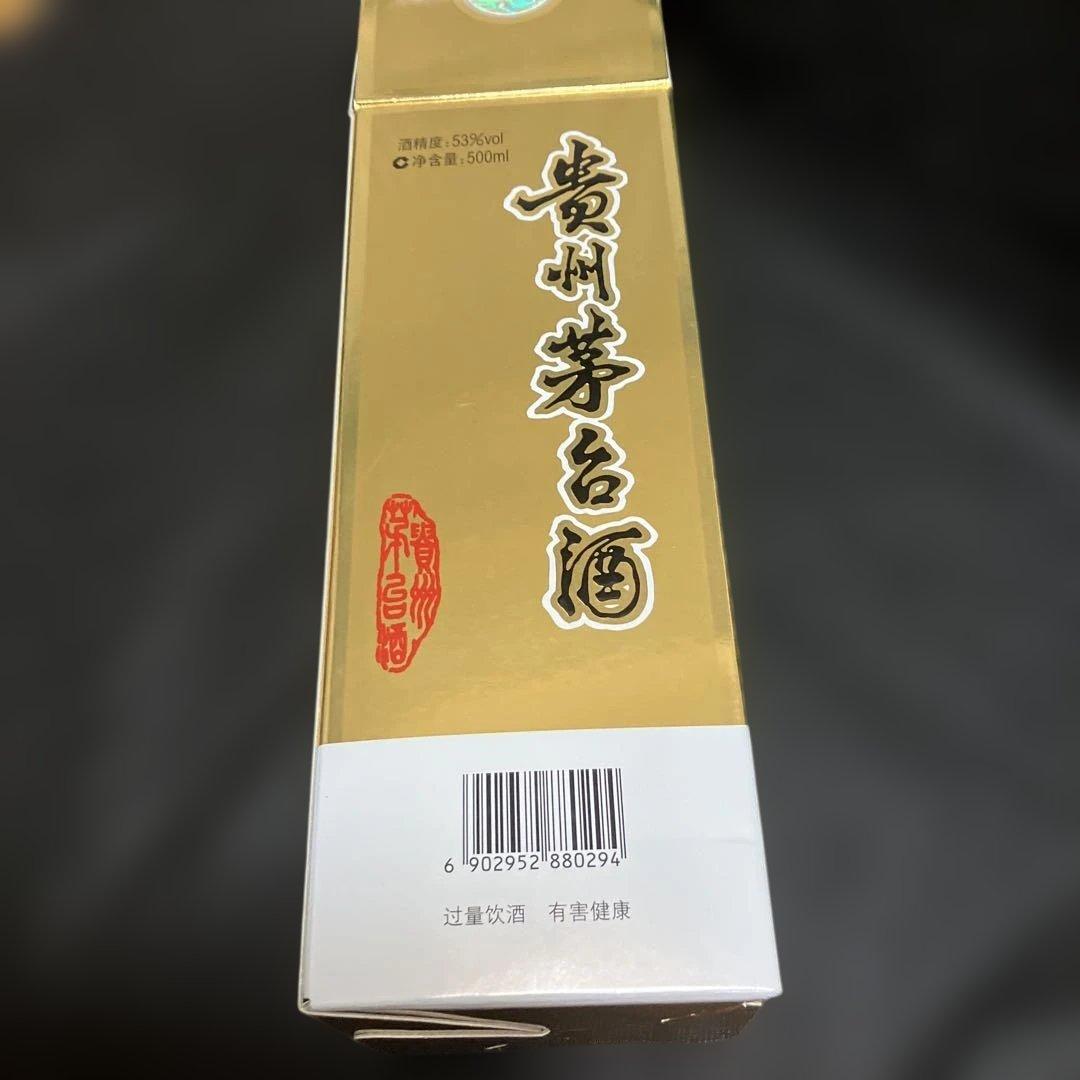 酒精度：53%vol
净含量：500ml
贵州茅台酒
貴州
茅台酒
6 902952 880294
过量饮酒 有害健康